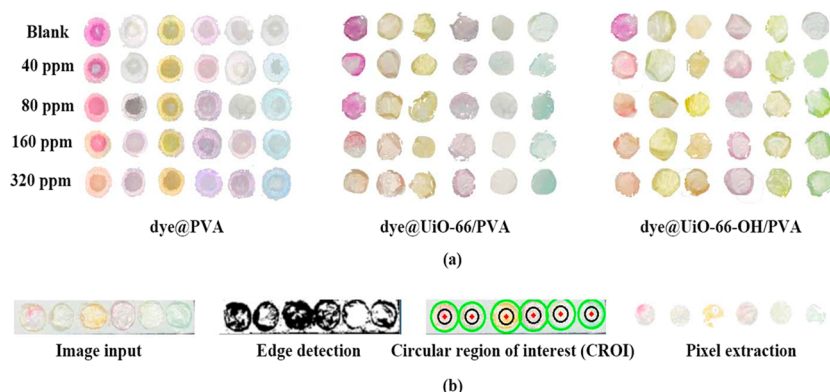 Blank
40 ppm
80 ppm
160 ppm
320 ppm
dye@PVA
dye@UiO-66/PVA
dye@UiO-66-OH/PVA
(a)
Image input
Edge detection
Circular region of interest (CROI)
Pixel extraction
(b)